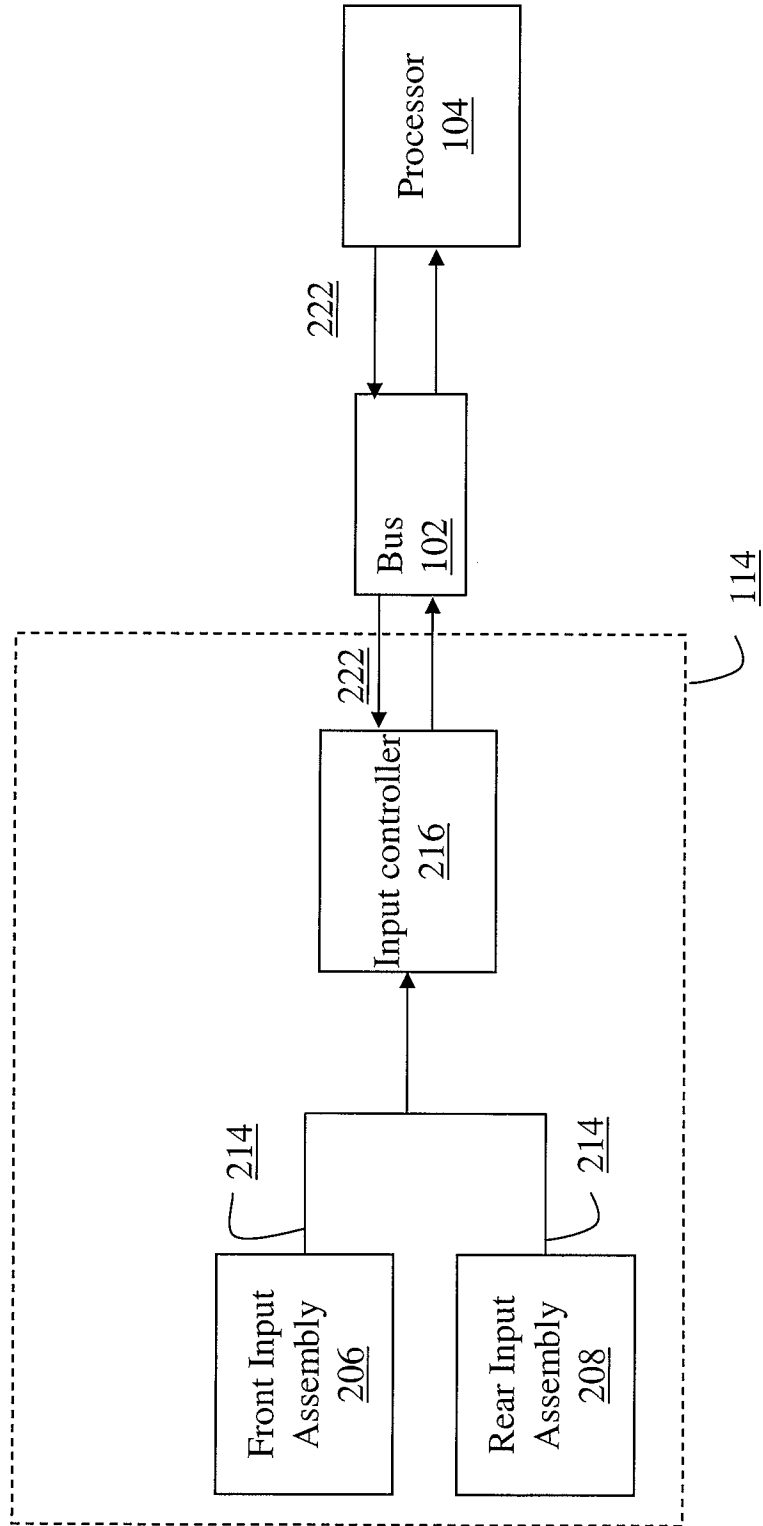 Front Input
Assembly
206
214
Rear Input
Assembly
208
214
Input controller
216
222
Bus
102
222
Processor
104
114